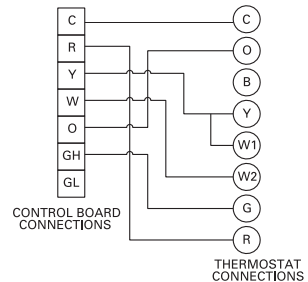 C
R
Y
W
O
GH
GL
CONTROL BOARD
CONNECTIONS
C
O
B
Y
W1
W2
G
R
THERMOSTAT
CONNECTIONS